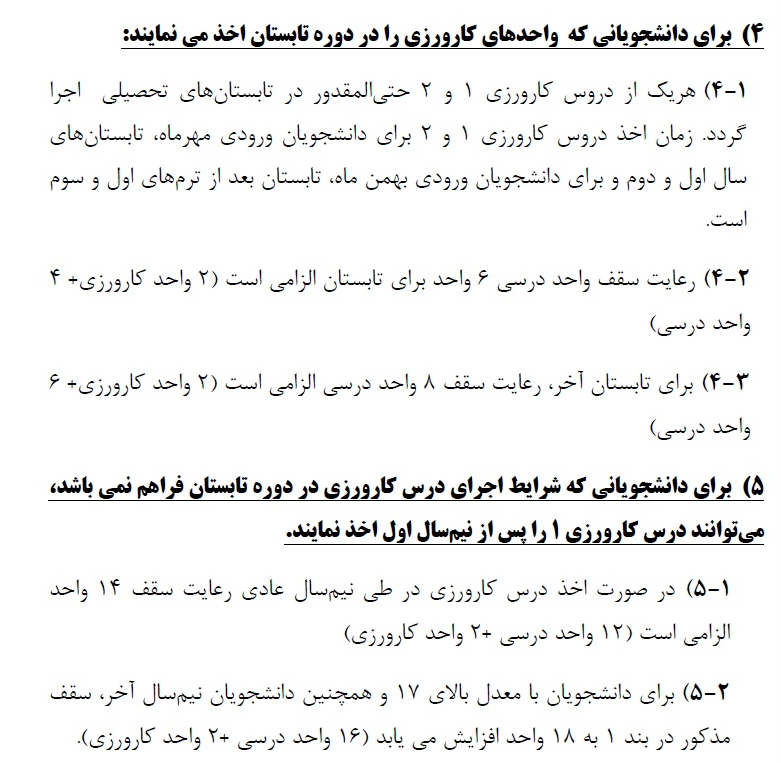 ۴) برای دانشجویانی که واحدهای کارورزی را در دوره تابستان اخذ می نمایند:
۴-۱) هریک از دروس کارورزی ۱ و ۲ حتی‌المقدور در تابستان‌های تحصیلی اجرا
گردد. زمان اخذ دروس کارورزی ۱ و ۲ برای دانشجویان ورودی مهرماه، تابستان‌های
سال اول و دوم و برای دانشجویان ورودی بهمن ماه، تابستان بعد از ترم‌های اول و سوم
است.
۴-۲) رعایت سقف واحد درسی ۶ واحد برای تابستان الزامی است (۲ واحد کارورزی+ ۴
واحد درسی)
۴-۳) برای تابستان آخر، رعایت سقف ۸ واحد درسی الزامی است (۲ واحد کارورزی+ ۶
واحد درسی)
۵) برای دانشجویانی که شرایط اجرای درس کارورزی در دوره تابستان فراهم نمی باشد،
می‌توانند درس کارورزی ۱ را پس از نیم‌سال اول اخذ نمایند.
۵-۱) در صورت اخذ درس کارورزی در طی نیم‌سال عادی رعایت سقف ۱۴ واحد
الزامی است (۱۲ واحد درسی +۲ واحد کارورزی)
۵-۲) برای دانشجویان با معدل بالای ۱۷ و همچنین دانشجویان نیم‌سال آخر، سقف
مذکور در بند ۱ به ۱۸ واحد افزایش می یابد (۱۶ واحد درسی +۲ واحد کارورزی).